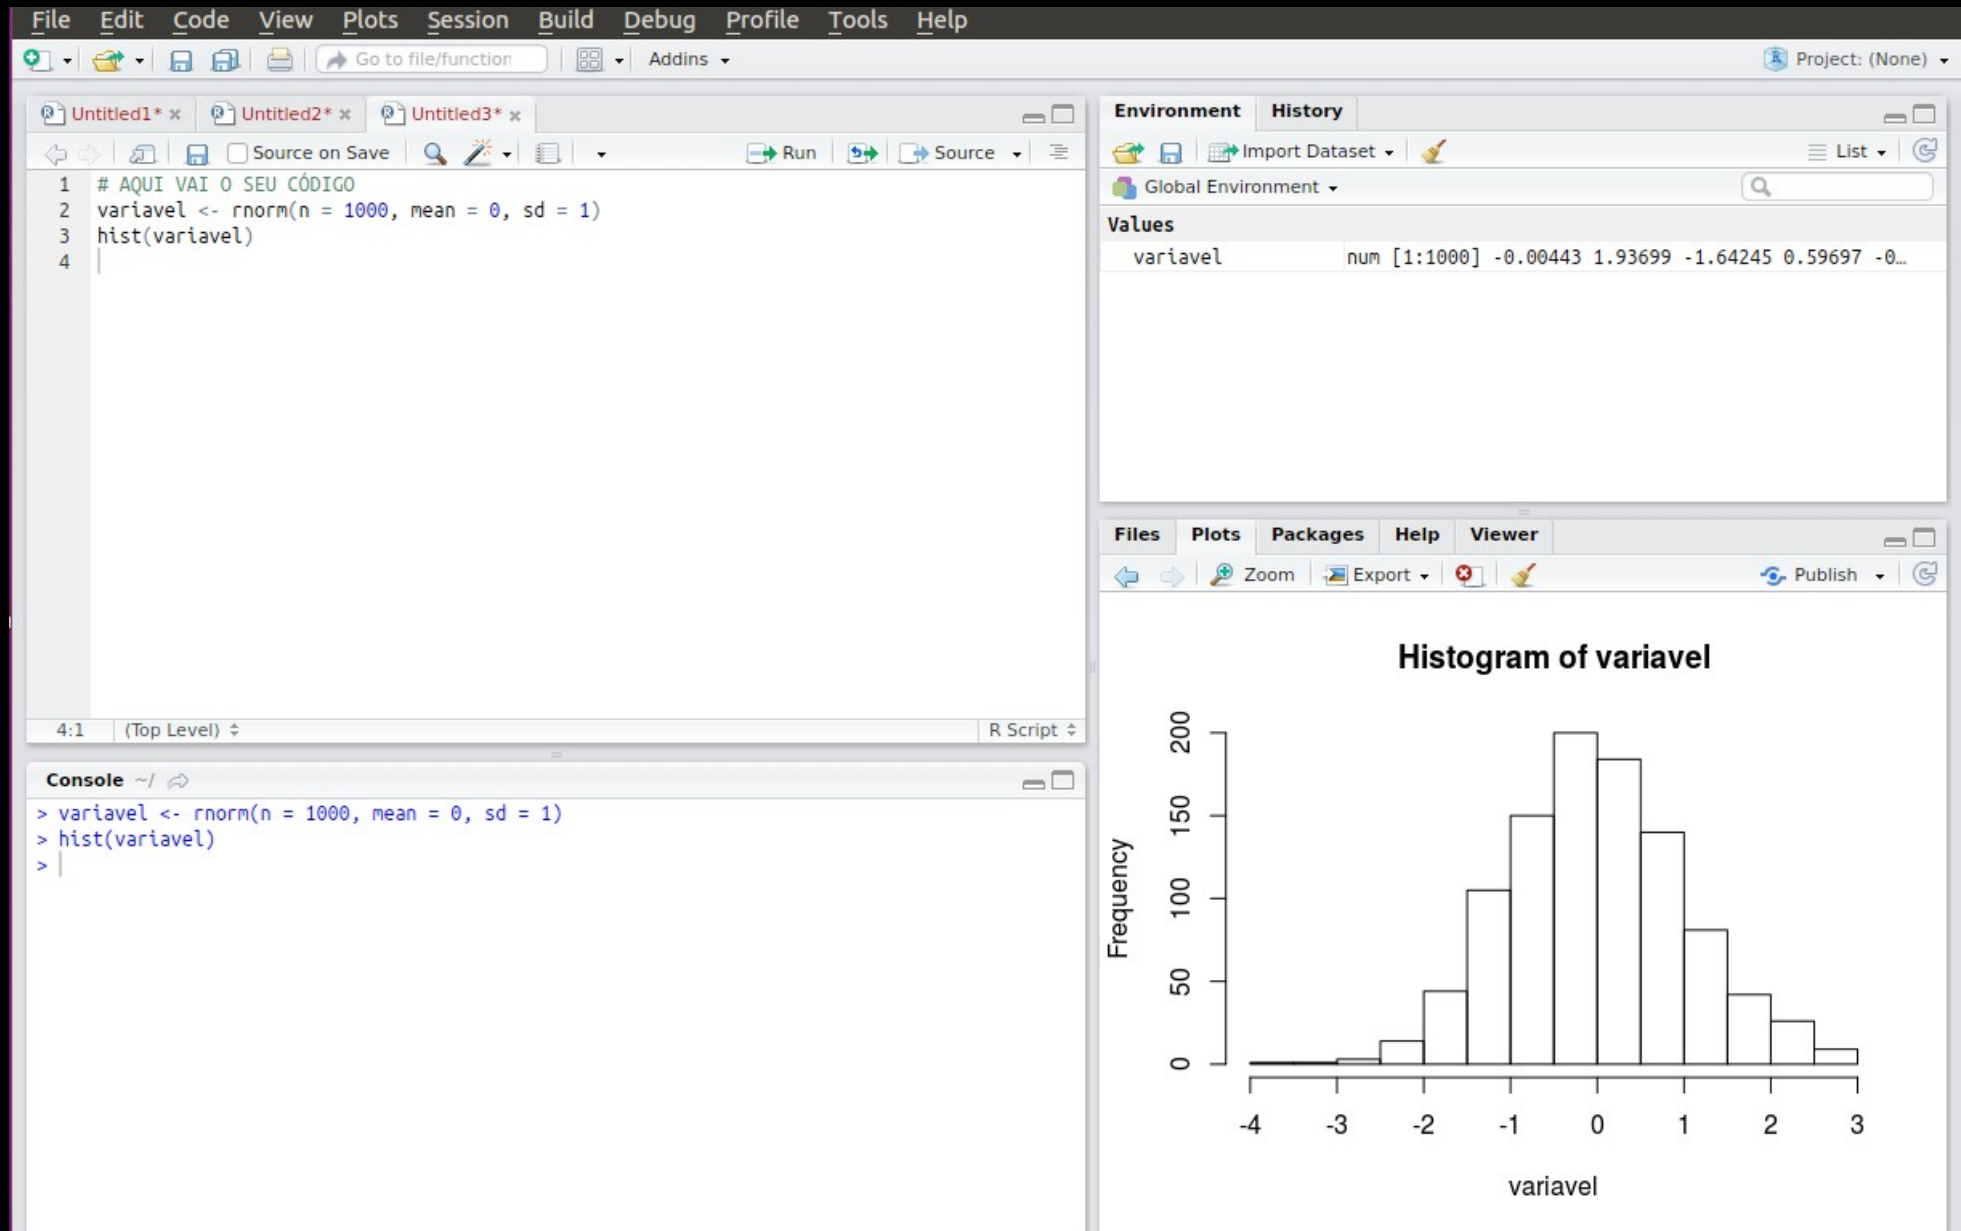 File Edit Code View Plots Session Build Debug Profile Tools Help
Go to file/function Addins Project: (None)
Untitled1* Untitled2* Untitled3*
Source on Save Run Source
1 # AQUI VAI O SEU CÓDIGO
2 variavel <- rnorm(n = 1000, mean = 0, sd = 1)
3 hist(variavel)
4
4:1 (Top Level) R Script
Console ~/
> variavel <- rnorm(n = 1000, mean = 0, sd = 1)
> hist(variavel)
>
Environment History
Import Dataset List
Global Environment
Values
variavel num [1:1000] -0.00443 1.93699 -1.64245 0.59697 -0…
Files Plots Packages Help Viewer
Zoom Export Publish
Histogram of variavel
Frequency
200
150
100
50
0
-4 -3 -2 -1 0 1 2 3
variavel